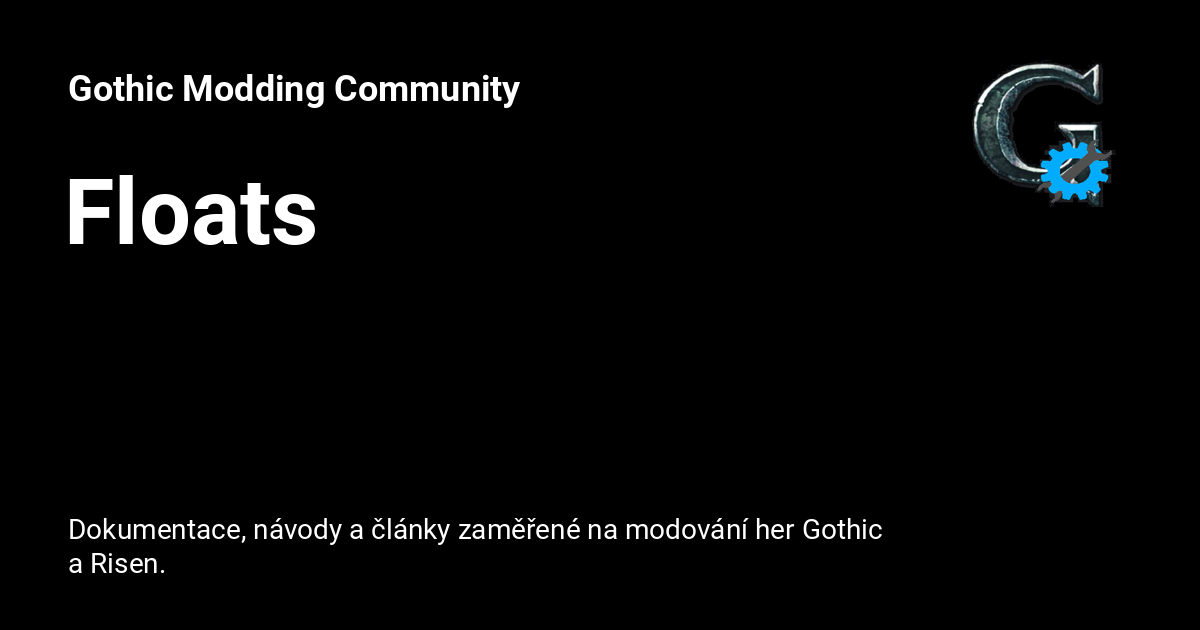 Gothic Modding Community
Floats
Dokumentace, návody a články zaměřené na modování her Gothic
a Risen.